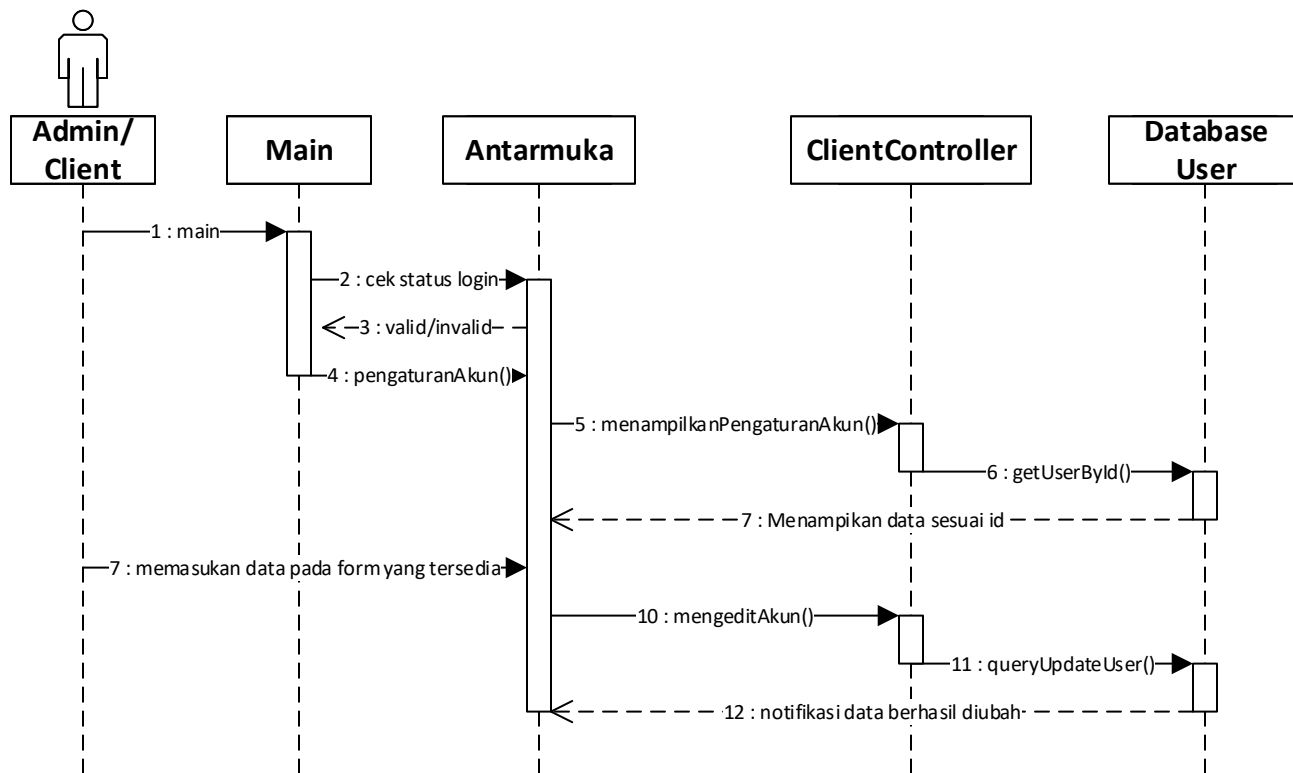 Admin/
Client
Main
Antarmuka
ClientController
Database
User
1 : main
2 : cek status login
3 : valid/invalid
4 : pengaturanAkun()
5 : menampilkanPengaturanAkun()
6 : getUserById()
7 : Menampikan data sesuai id
7 : memasukan data pada form yang tersedia
10 : mengeditAkun()
11 : queryUpdateUser()
12 : notifikasi data berhasil diubah